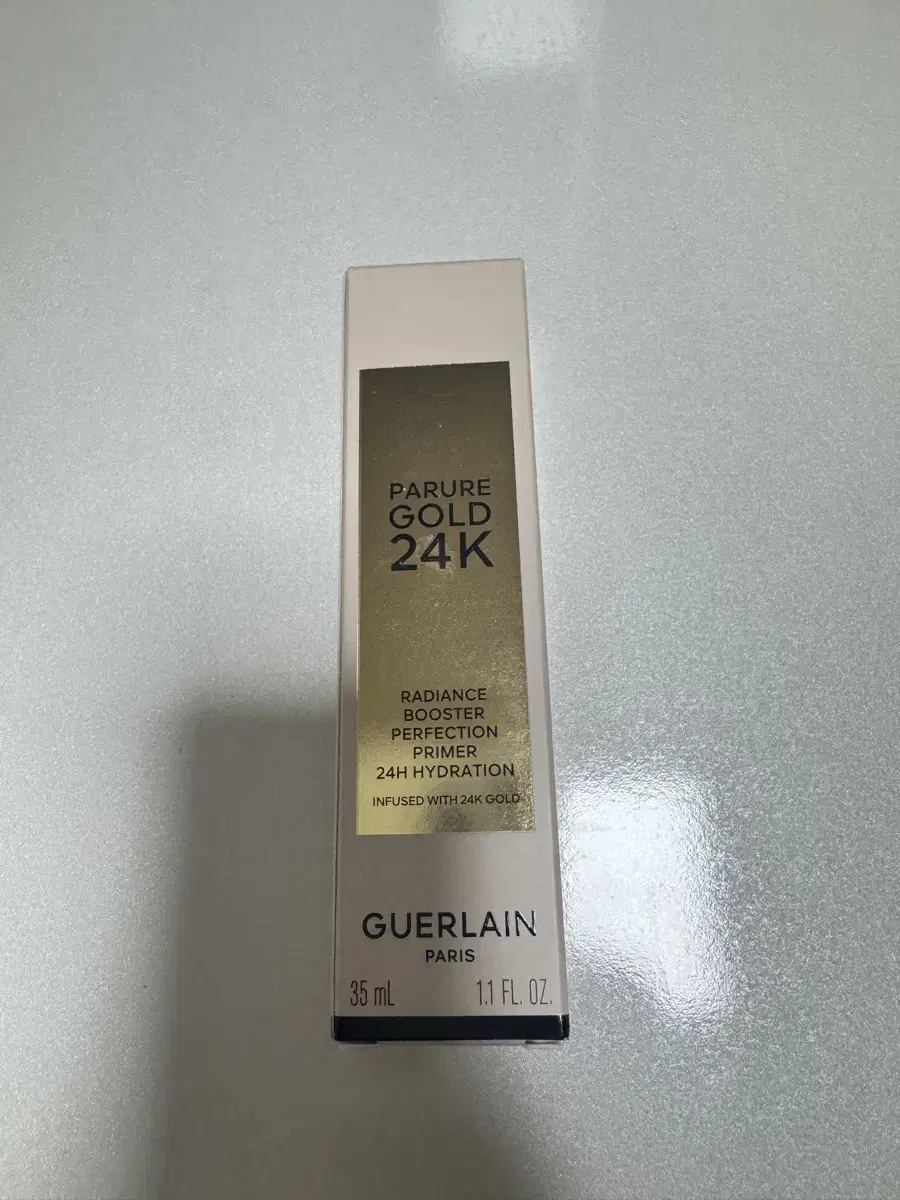 PARURE
GOLD
24K
RADIANCE
BOOSTER
PERFECTION
PRIMER
24H HYDRATION
INFUSED WITH 24K GOLD
GUERLAIN
PARIS
35 mL 1.1 FL. OZ.